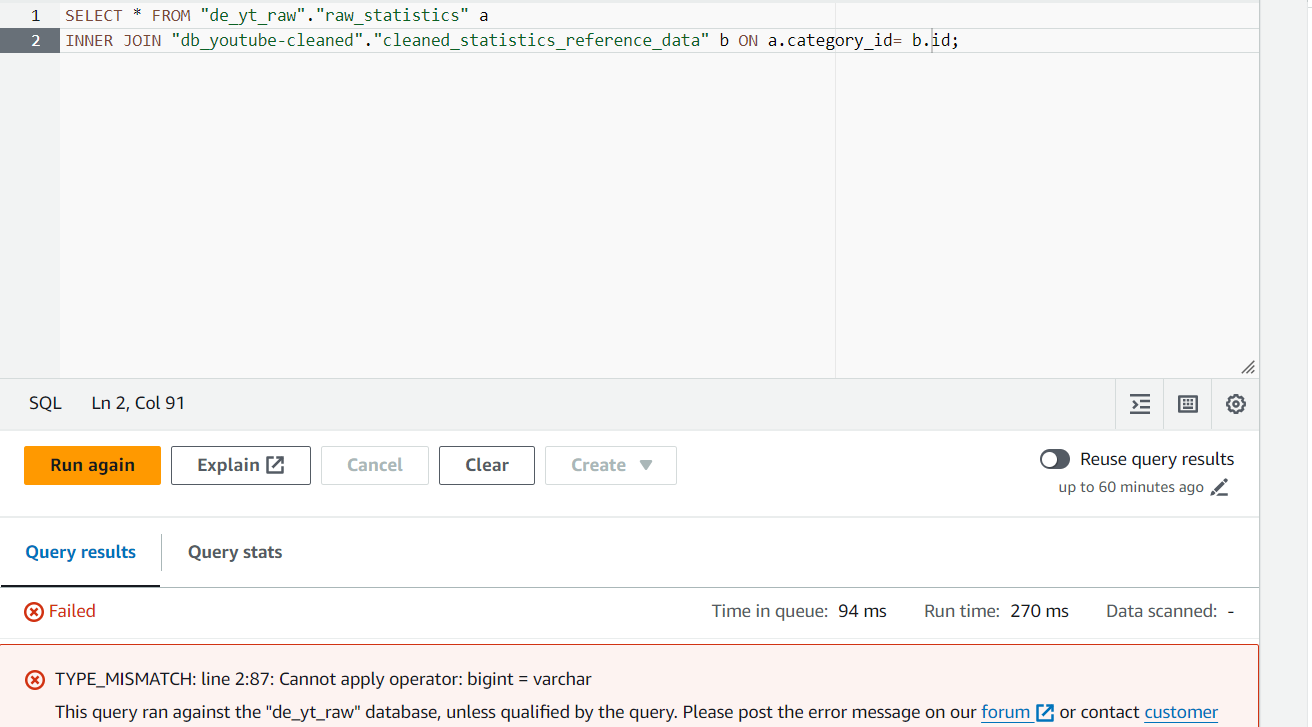 1 SELECT * FROM "de_yt_raw"."raw_statistics" a
2 INNER JOIN "db_youtube-cleaned"."cleaned_statistics_reference_data" b ON a.category_id= b.id;
SQL Ln 2, Col 91
Run again Explain Cancel Clear Create Reuse query results
up to 60 minutes ago
Query results Query stats
Failed Time in queue: 94 ms Run time: 270 ms Data scanned: -
TYPE_MISMATCH: line 2:87: Cannot apply operator: bigint = varchar
This query ran against the "de_yt_raw" database, unless qualified by the query. Please post the error message on our forum or contact customer